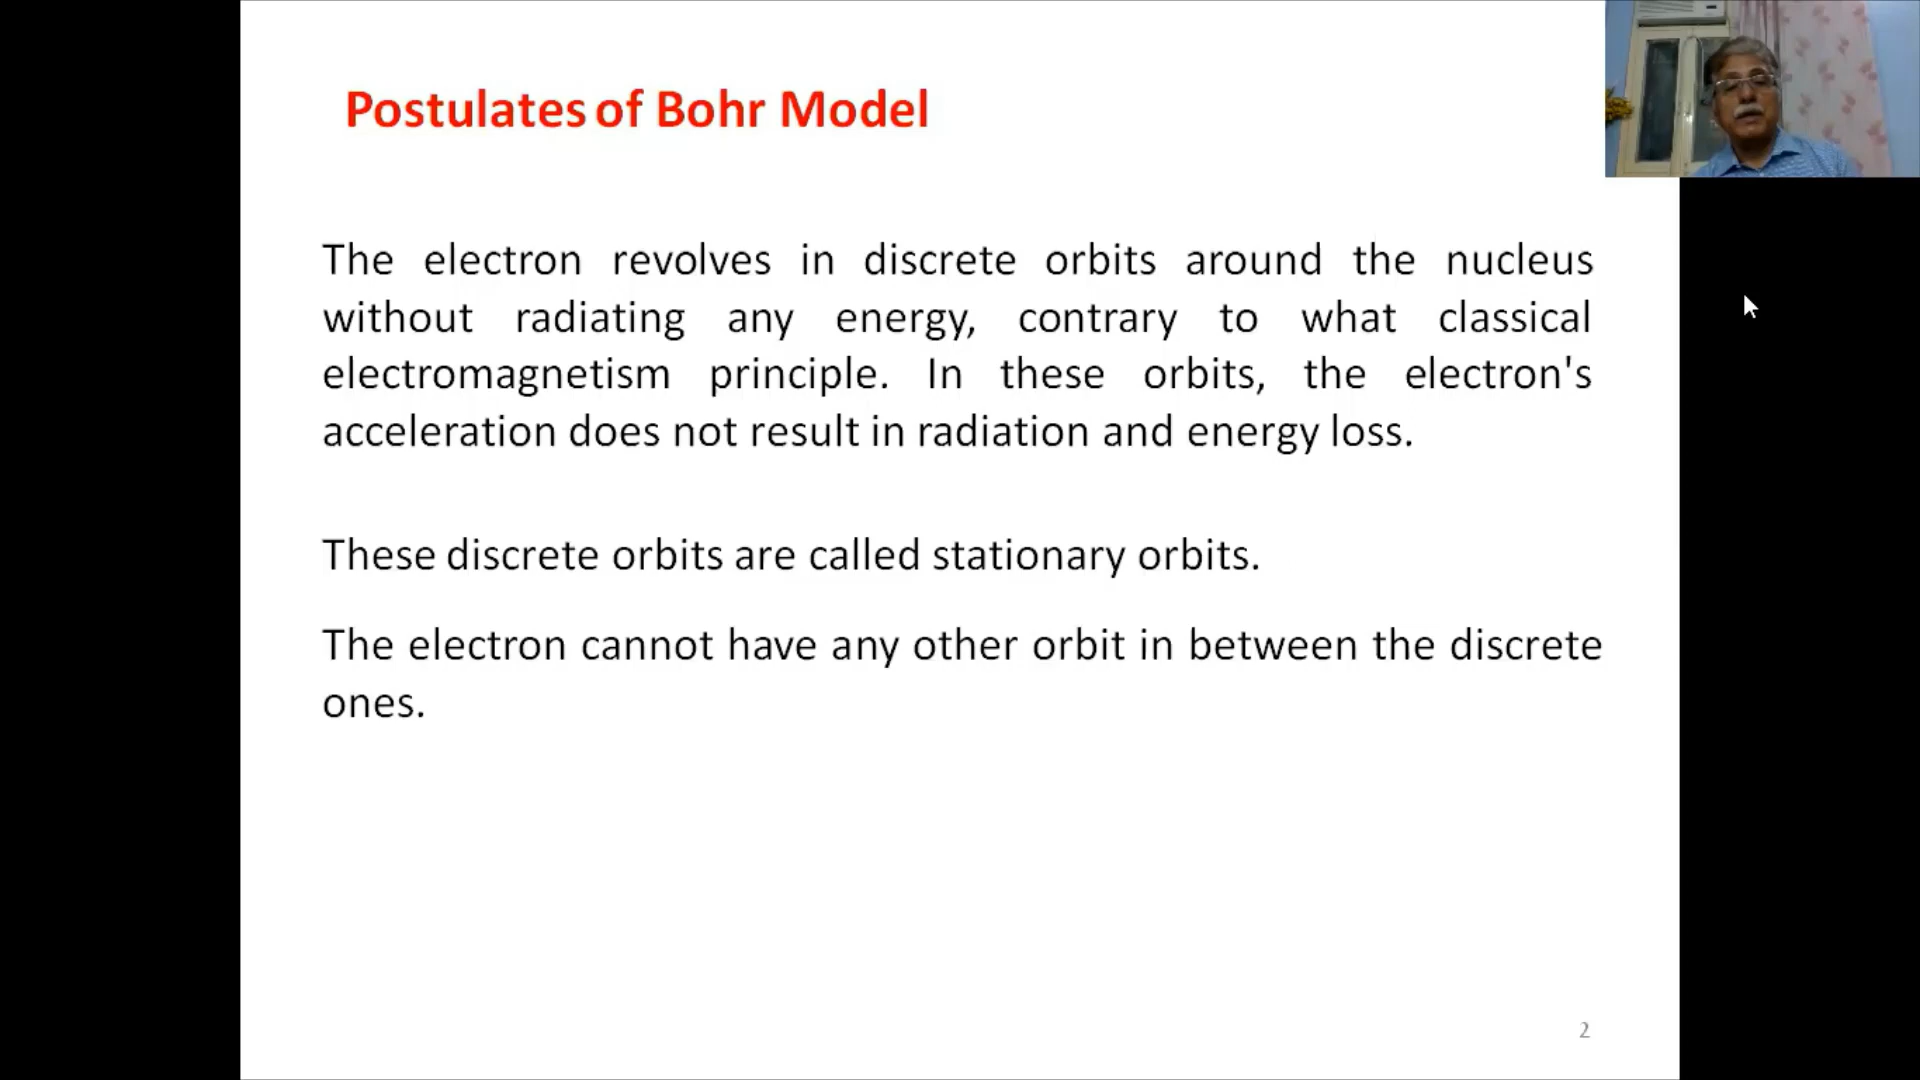 Postulates of Bohr Model
The electron revolves in discrete orbits around the nucleus
without radiating any energy, contrary to what classical
electromagnetism principle. In these orbits, the electron's
acceleration does not result in radiation and energy loss.
These discrete orbits are called stationary orbits.
The electron cannot have any other orbit in between the discrete
ones.
2